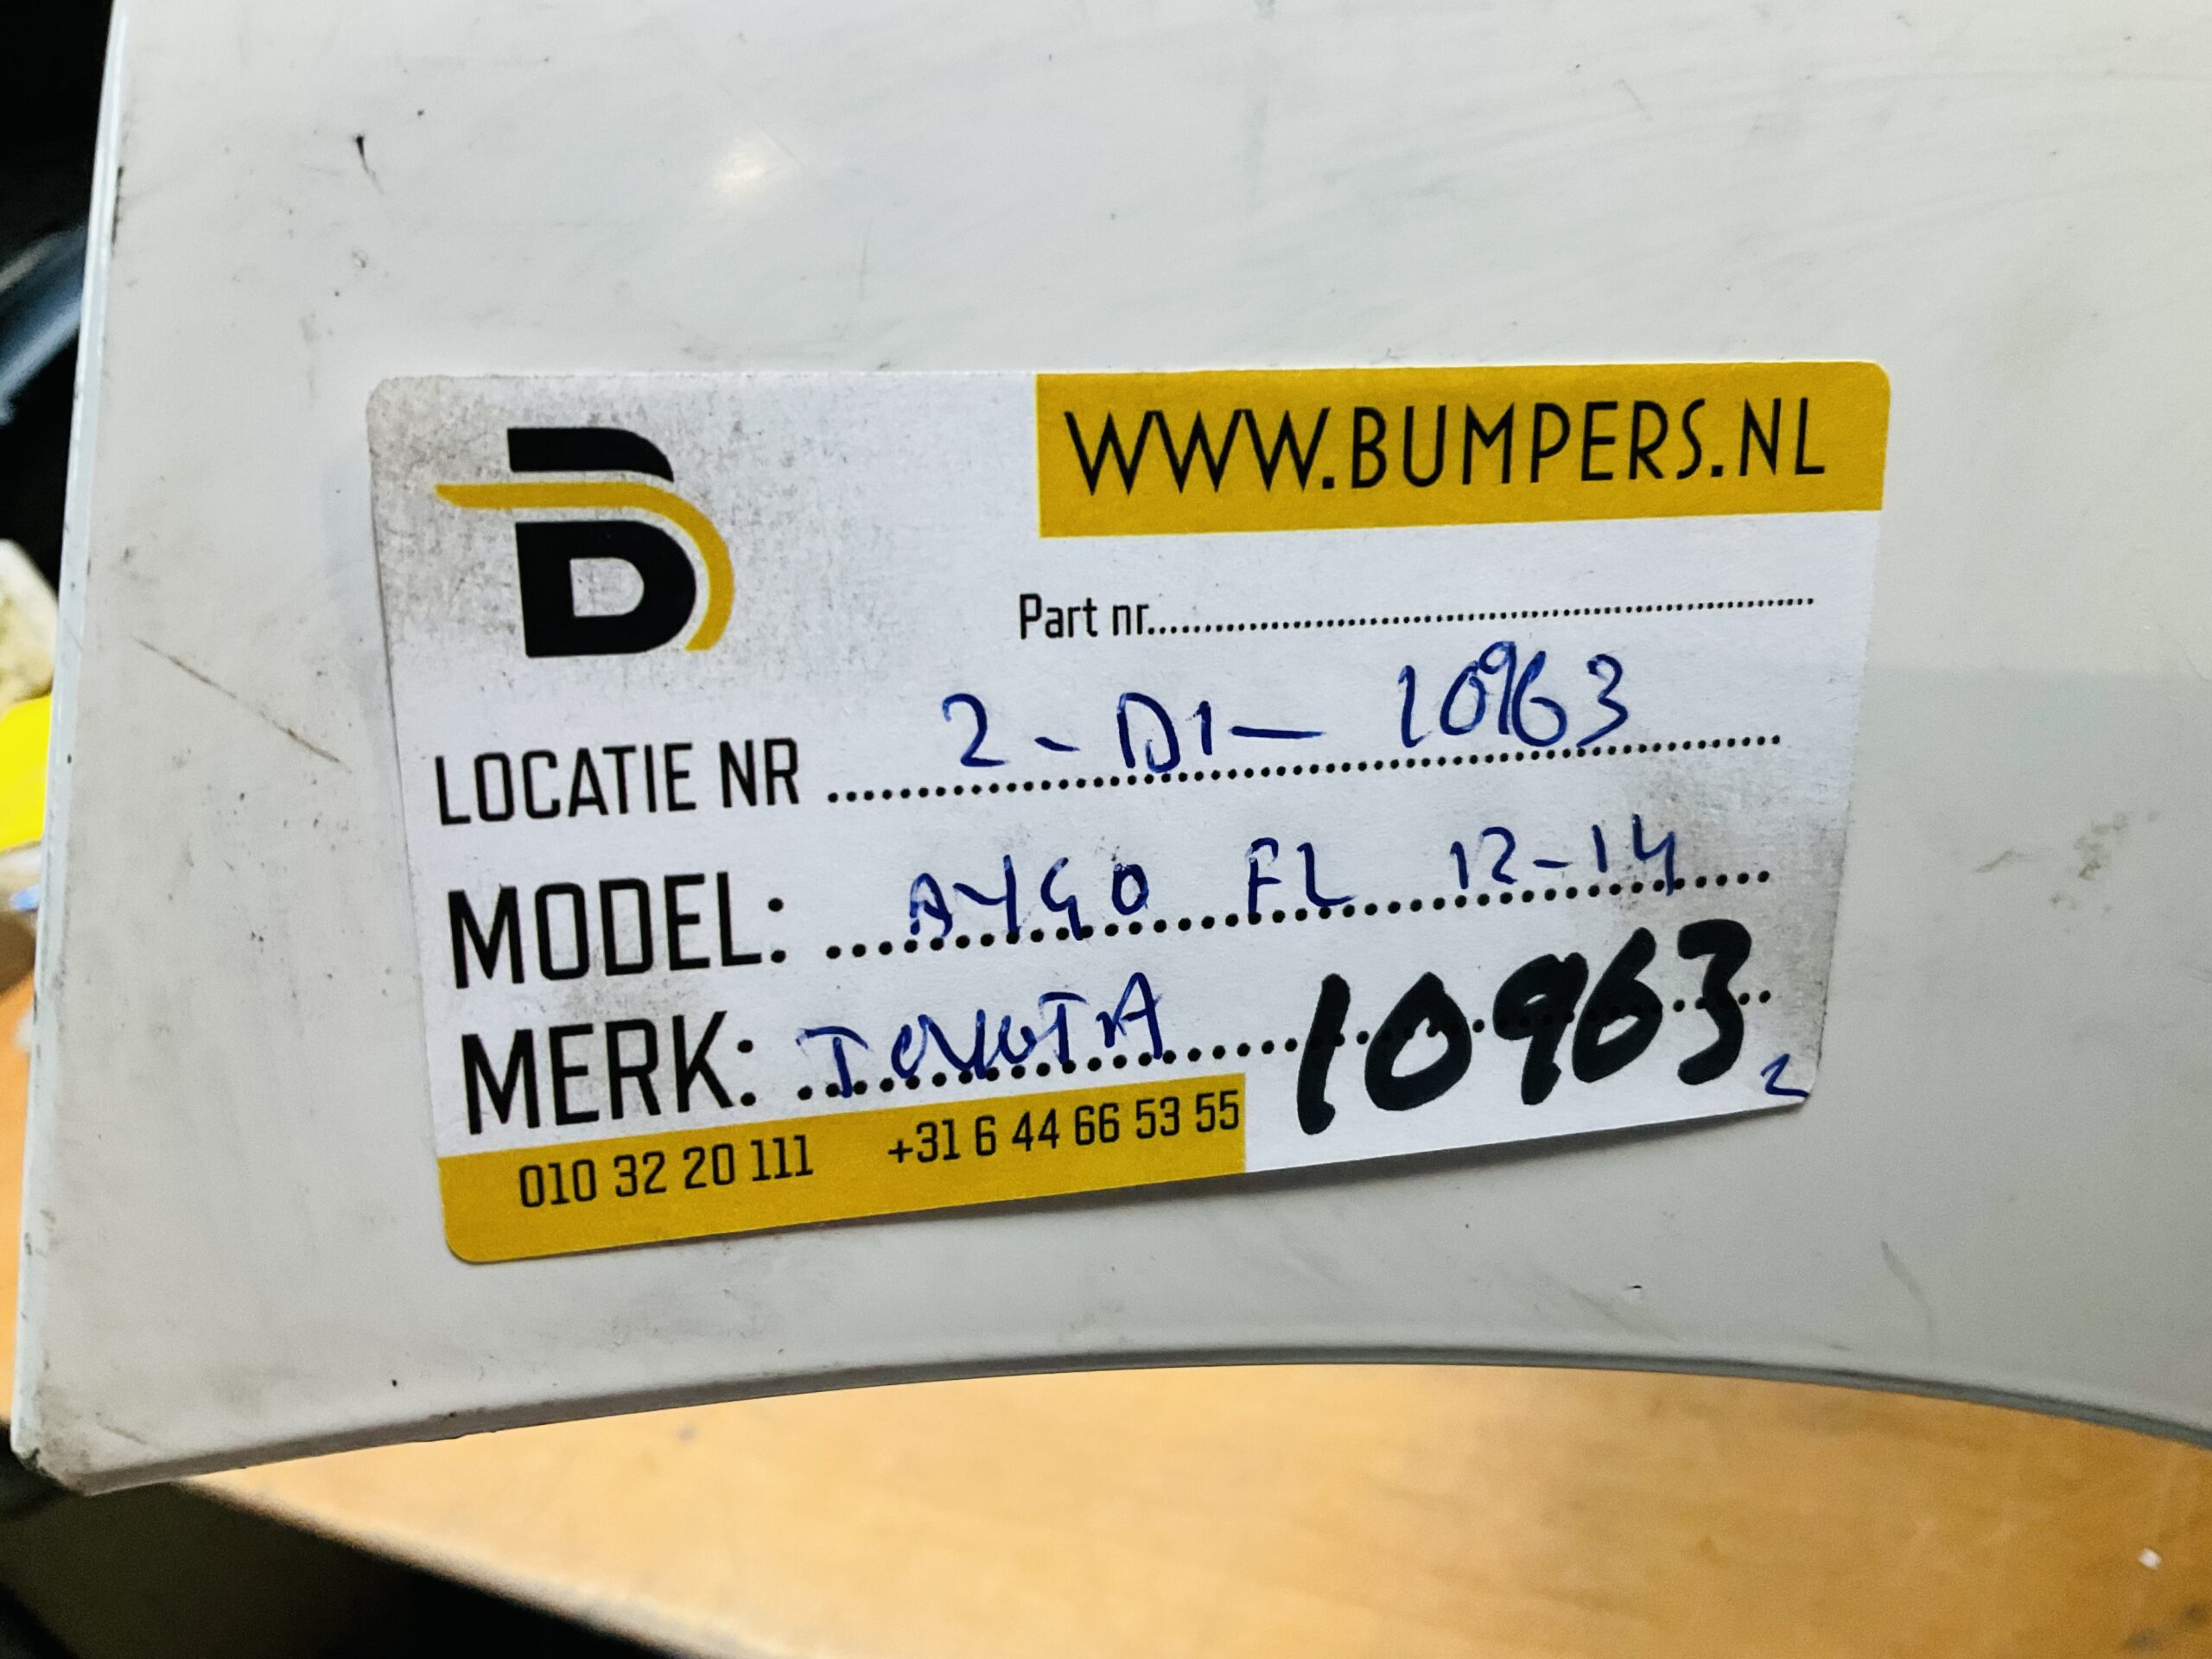 WWW.BUMPERS.NL
Part nr..............................
LOCATIE NR 2-D1-10963
MODEL: AYGO FL 12-14
MERK: TOYOTA 10963
2
010 32 20 111 +31 6 44 66 53 55